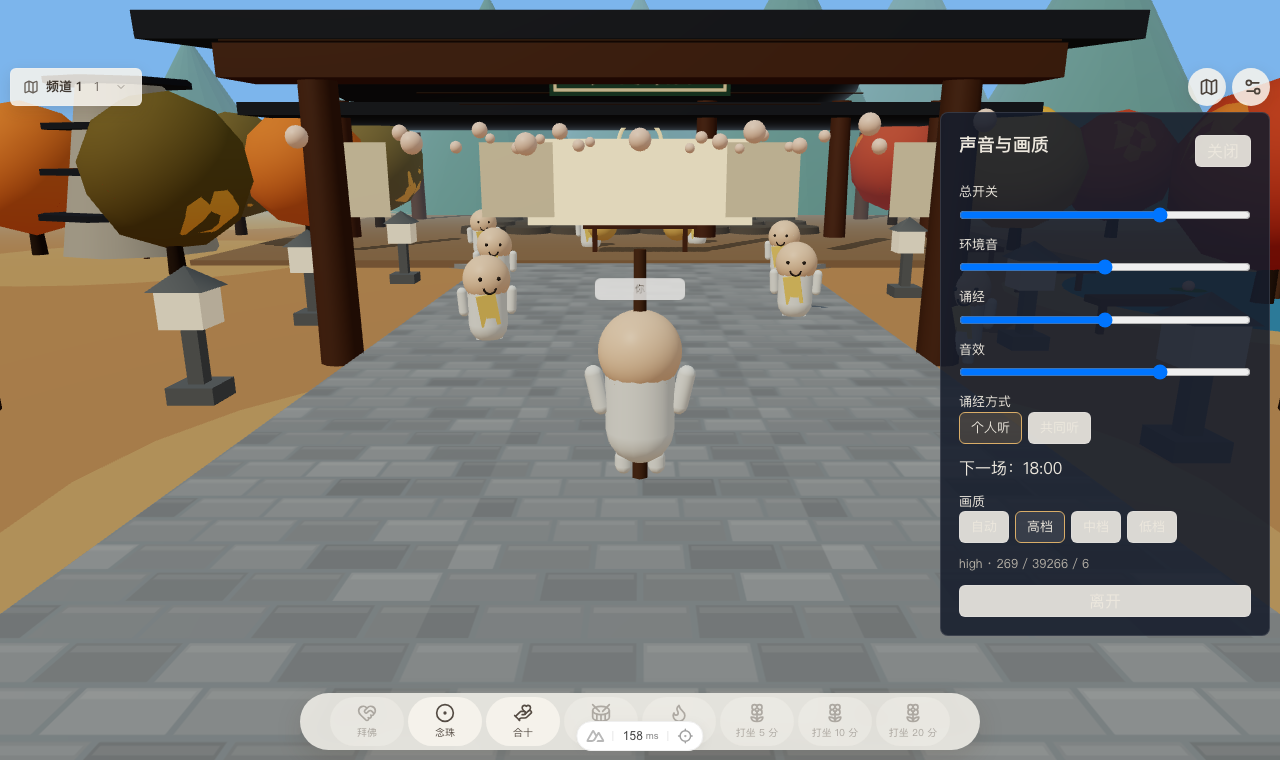 频道 1 1
声音与画质
关闭
总开关
环境音
诵经
音效
诵经方式
个人听 共同听
下一场：18:00
画质
自动 高档 中档 低档
high · 269 / 39266 / 6
离开
你
拜佛 念珠 合十 打坐 5 分 打坐 10 分 打坐 20 分
158 ms